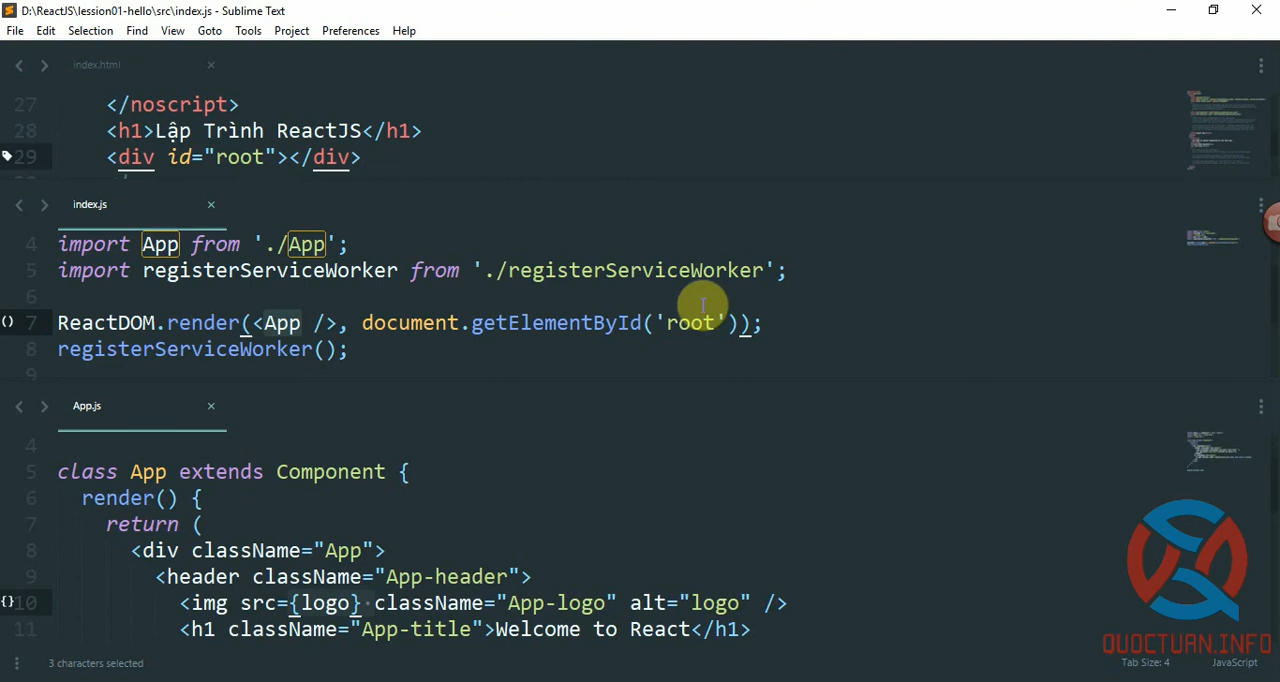 D:\ReactJS\lession01-hello\src\index.js - Sublime Text
File Edit Selection Find View Goto Tools Project Preferences Help
index.html
27 </noscript>
28 <h1>Lập Trình ReactJS</h1>
29 <div id="root"></div>
index.js
4 import App from './App';
5 import registerServiceWorker from './registerServiceWorker';
6
7 ReactDOM.render(<App />, document.getElementById('root'));
8 registerServiceWorker();
9
App.js
4
5 class App extends Component {
6 render() {
7 return (
8 <div className="App">
9 <header className="App-header">
10 <img src={logo} className="App-logo" alt="logo" />
11 <h1 className="App-title">Welcome to React</h1>
QUOCTUAN.INFO
3 characters selected Tab Size: 4 JavaScript